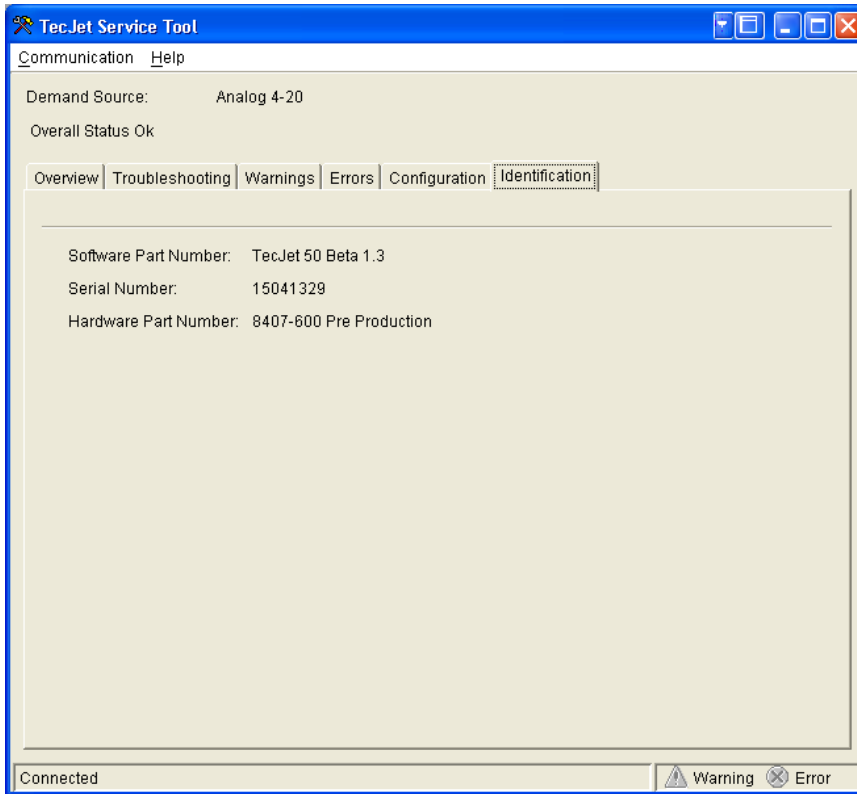 TecJet Service Tool
Communication Help
Demand Source: Analog 4-20
Overall Status Ok
Overview Troubleshooting Warnings Errors Configuration Identification
Software Part Number: TecJet 50 Beta 1.3
Serial Number: 15041329
Hardware Part Number: 8407-600 Pre Production
Connected Warning Error